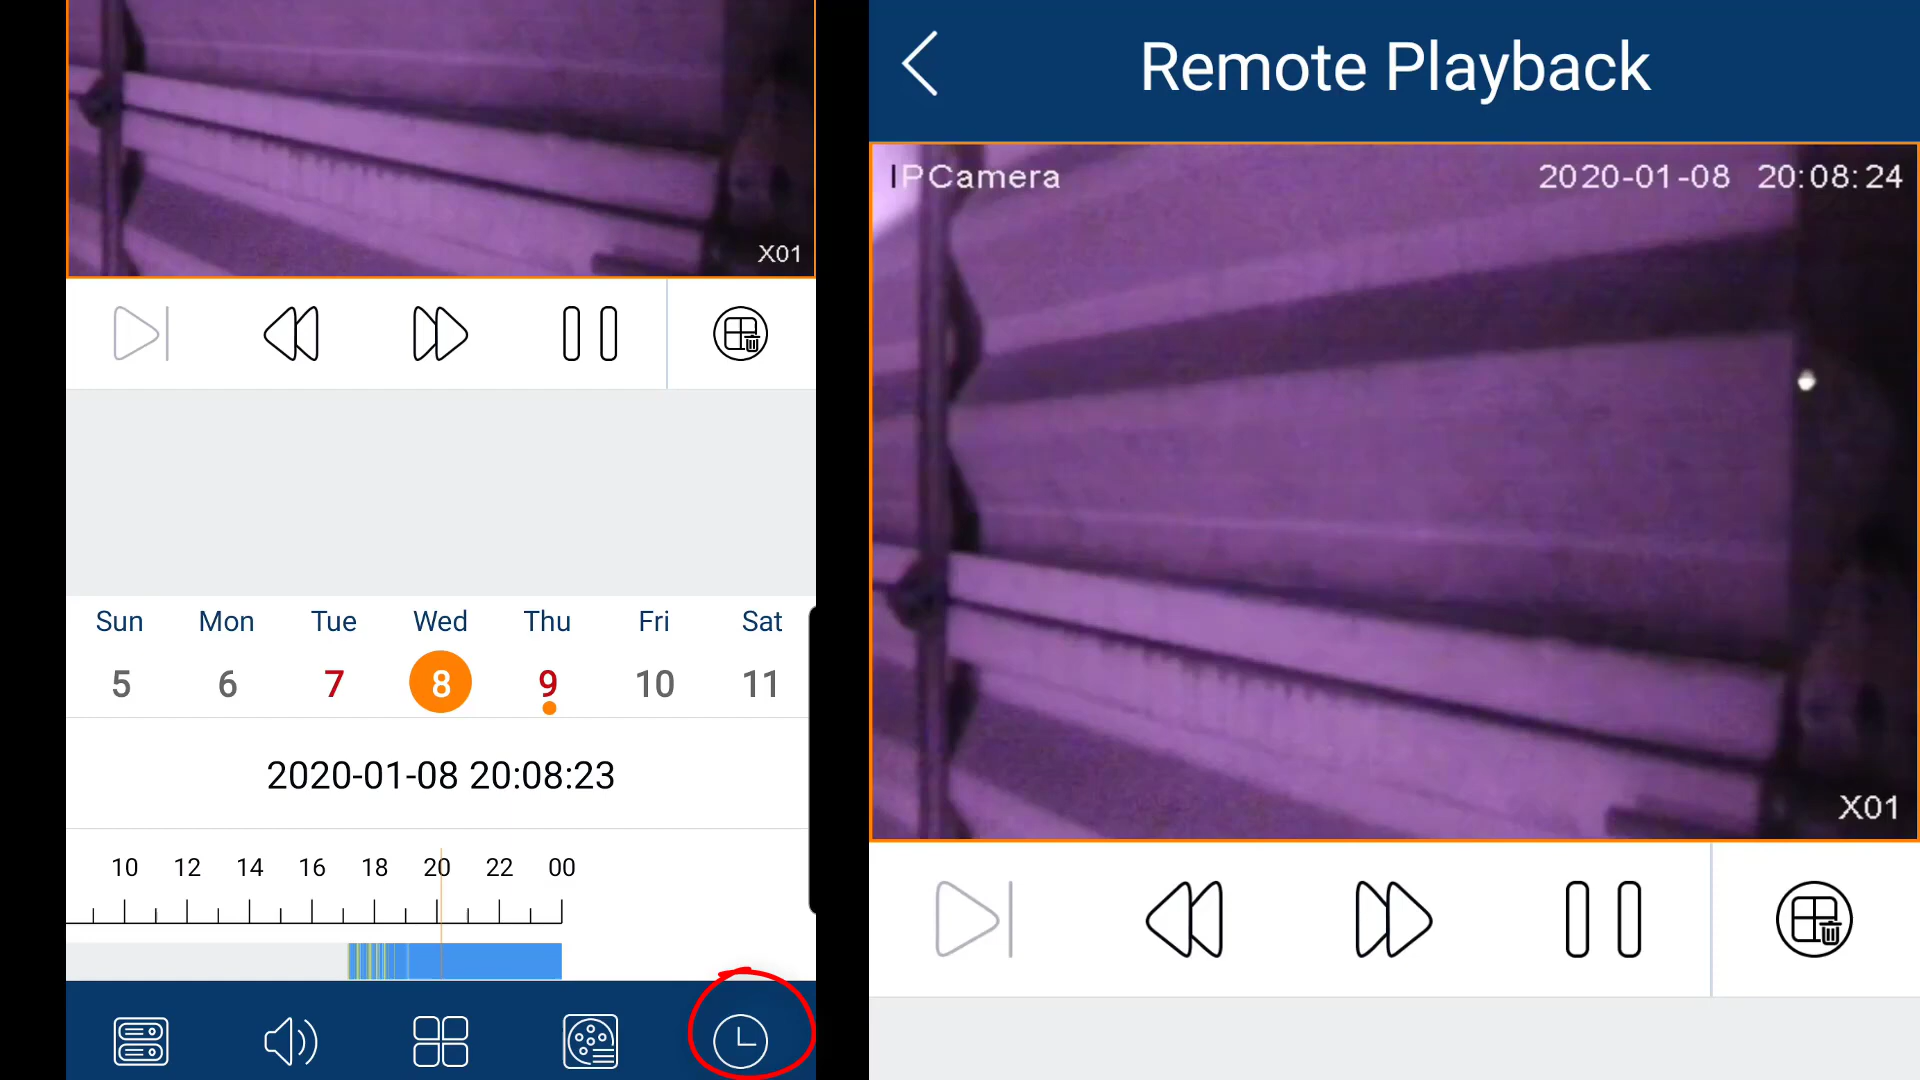 X01
Sun Mon Tue Wed Thu Fri Sat
5 6 7 8 9 10 11
2020-01-08 20:08:23
10 12 14 16 18 20 22 00
Remote Playback
IPCamera 2020-01-08 20:08:24
X01